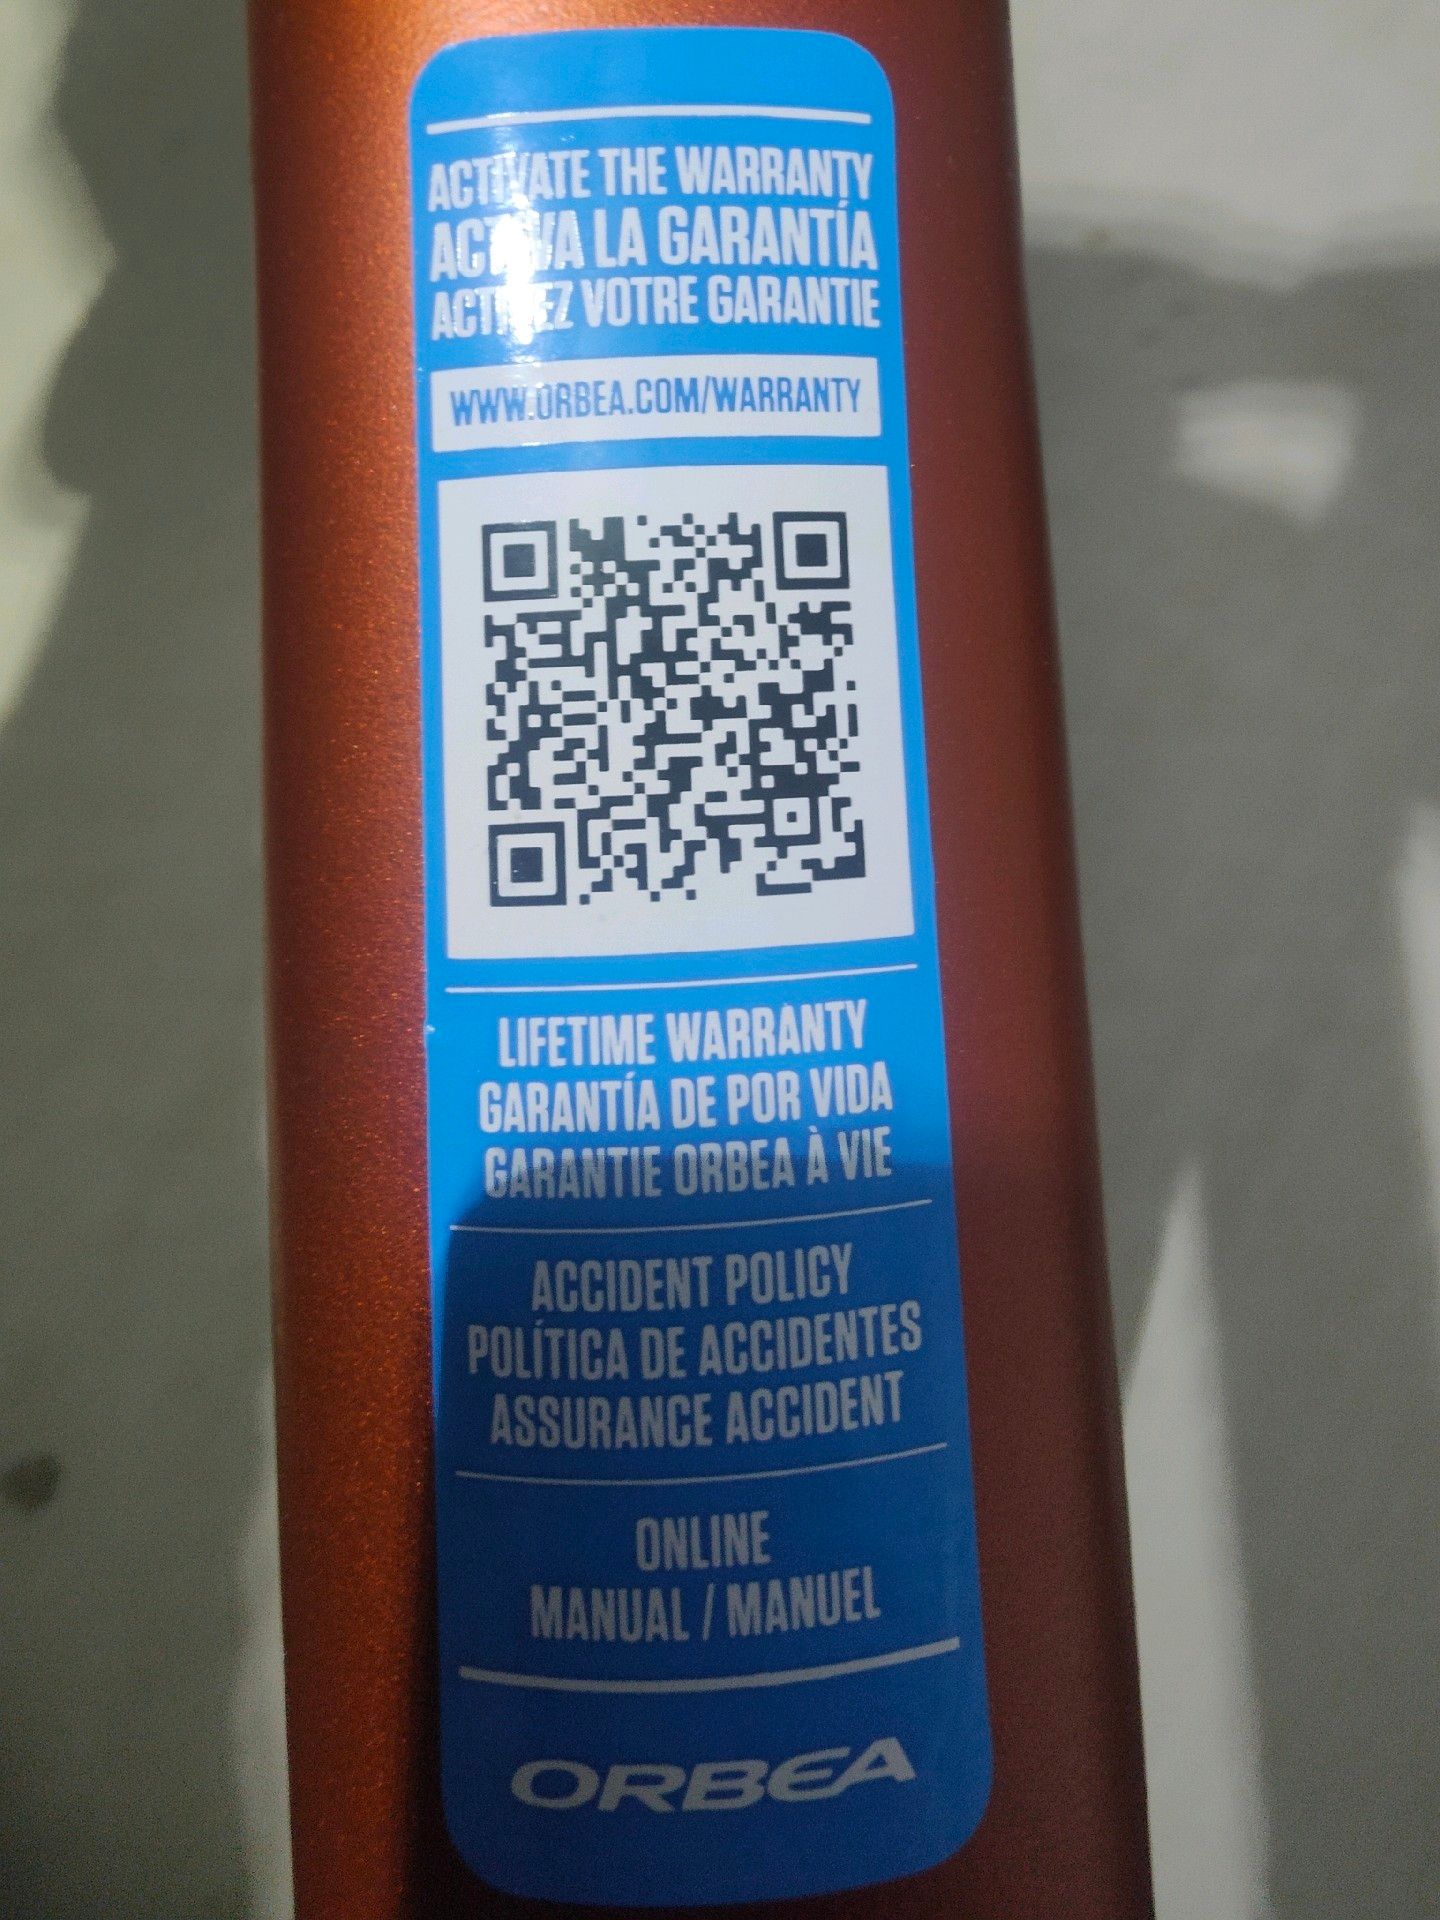 ACTIVATE THE WARRANTY
ACTIVA LA GARANTÍA
ACTIVEZ VOTRE GARANTIE
WWW.ORBEA.COM/WARRANTY
LIFETIME WARRANTY
GARANTÍA DE POR VIDA
GARANTIE ORBEA À VIE
ACCIDENT POLICY
POLÍTICA DE ACCIDENTES
ASSURANCE ACCIDENT
ONLINE
MANUAL / MANUEL
ORBEA